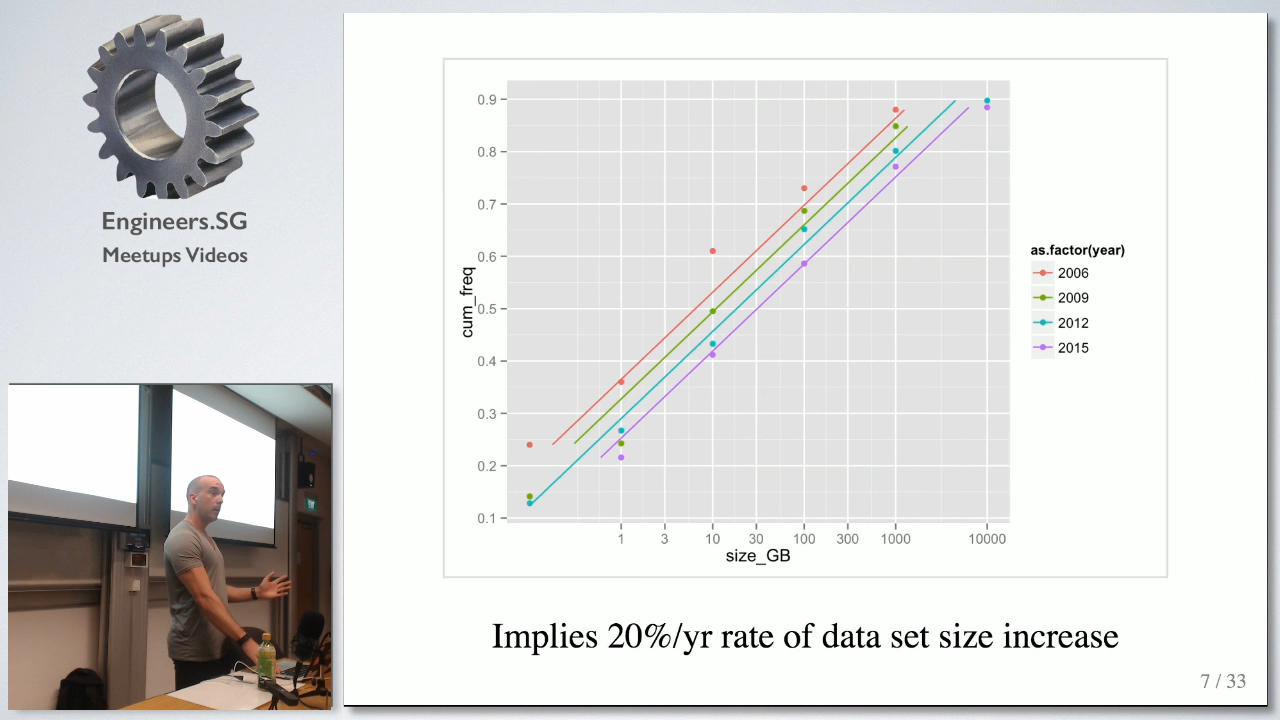 Engineers.SG
Meetups Videos
0.9
0.8
0.7
0.6
0.5
0.4
0.3
0.2
0.1
cum_freq
1 3 10 30 100 300 1000 10000
size_GB
as.factor(year)
2006
2009
2012
2015
Implies 20%/yr rate of data set size increase
7 / 33